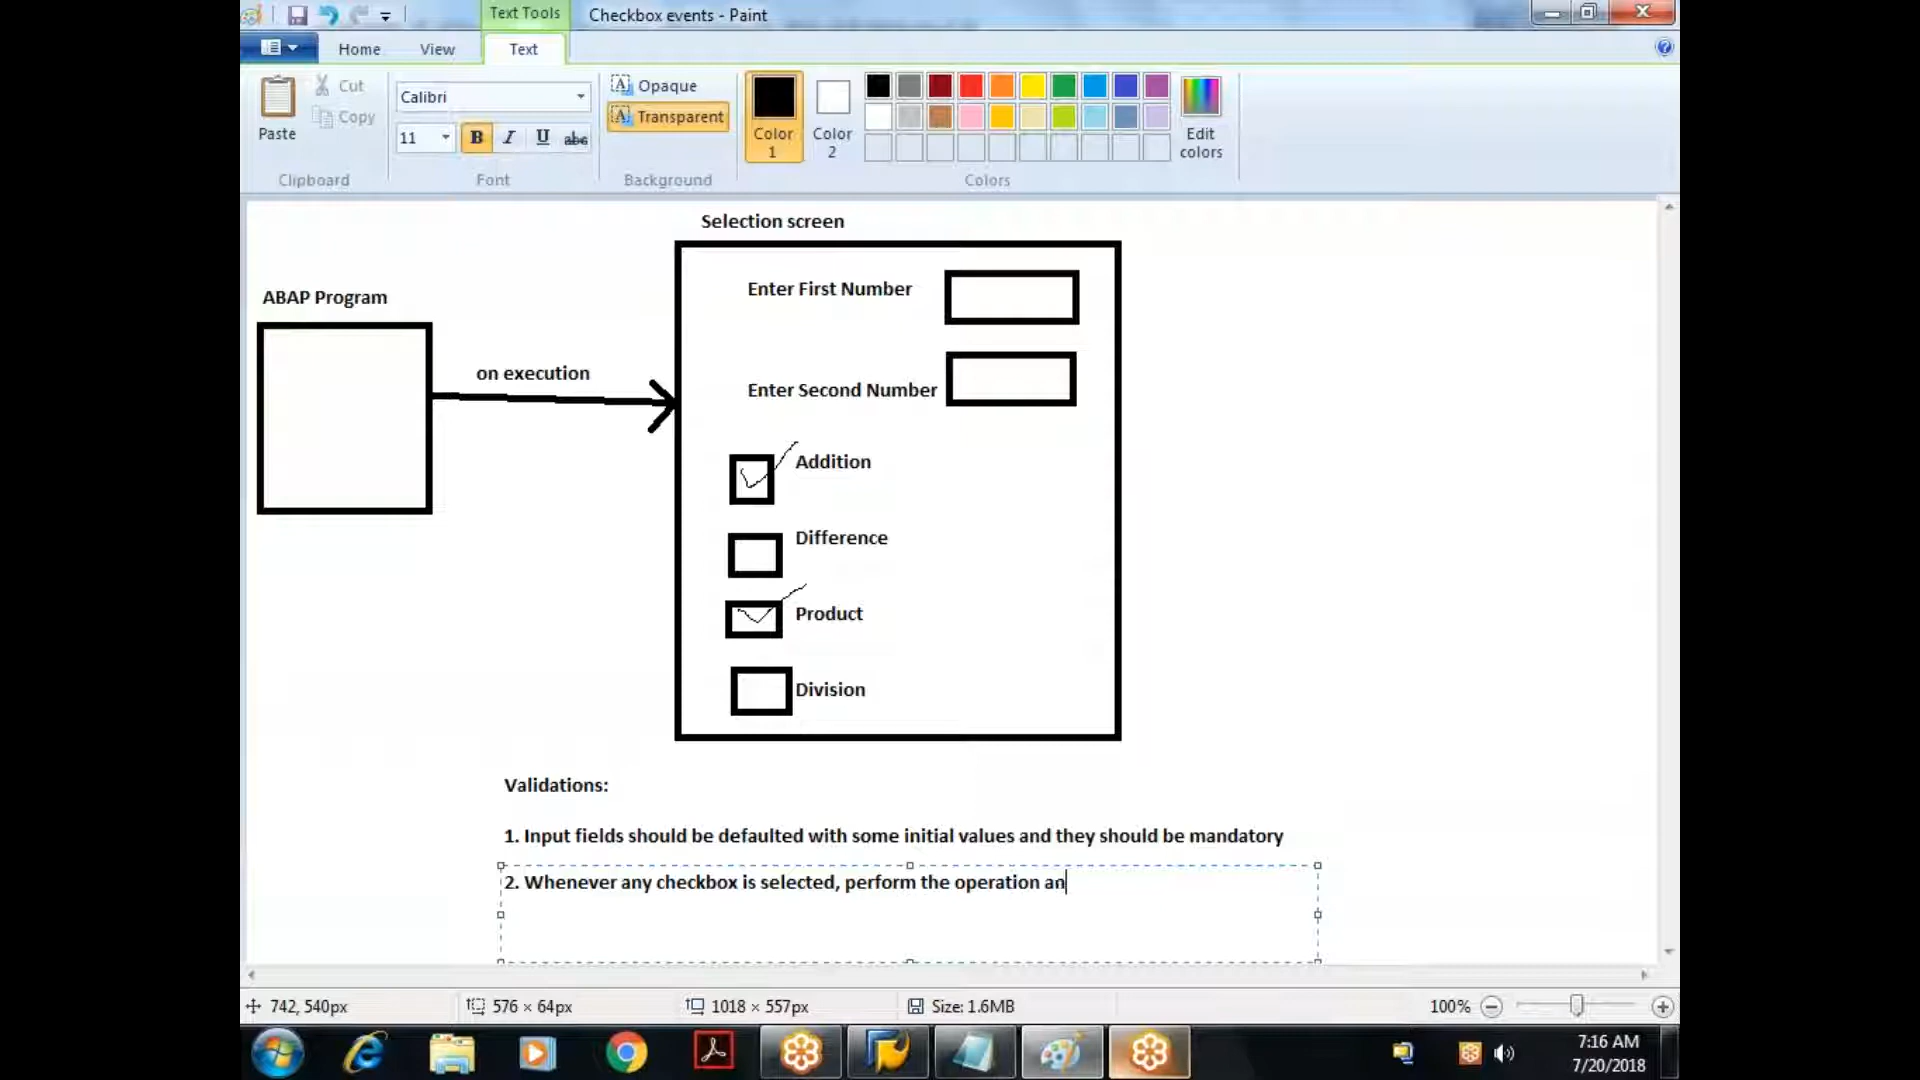 Text Tools
Checkbox events - Paint
Home
View
Text
Paste
Cut
Copy
Clipboard
Calibri
11
B I U abc
Font
Opaque
Transparent
Background
Color 1
Color 2
Edit colors
Colors
Selection screen
ABAP Program
on execution
Enter First Number
Enter Second Number
Addition
Difference
Product
Division
Validations:
1. Input fields should be defaulted with some initial values and they should be mandatory
2. Whenever any checkbox is selected, perform the operation an
742, 540px
576 × 64px
1018 × 557px
Size: 1.6MB
100%
7:16 AM
7/20/2018